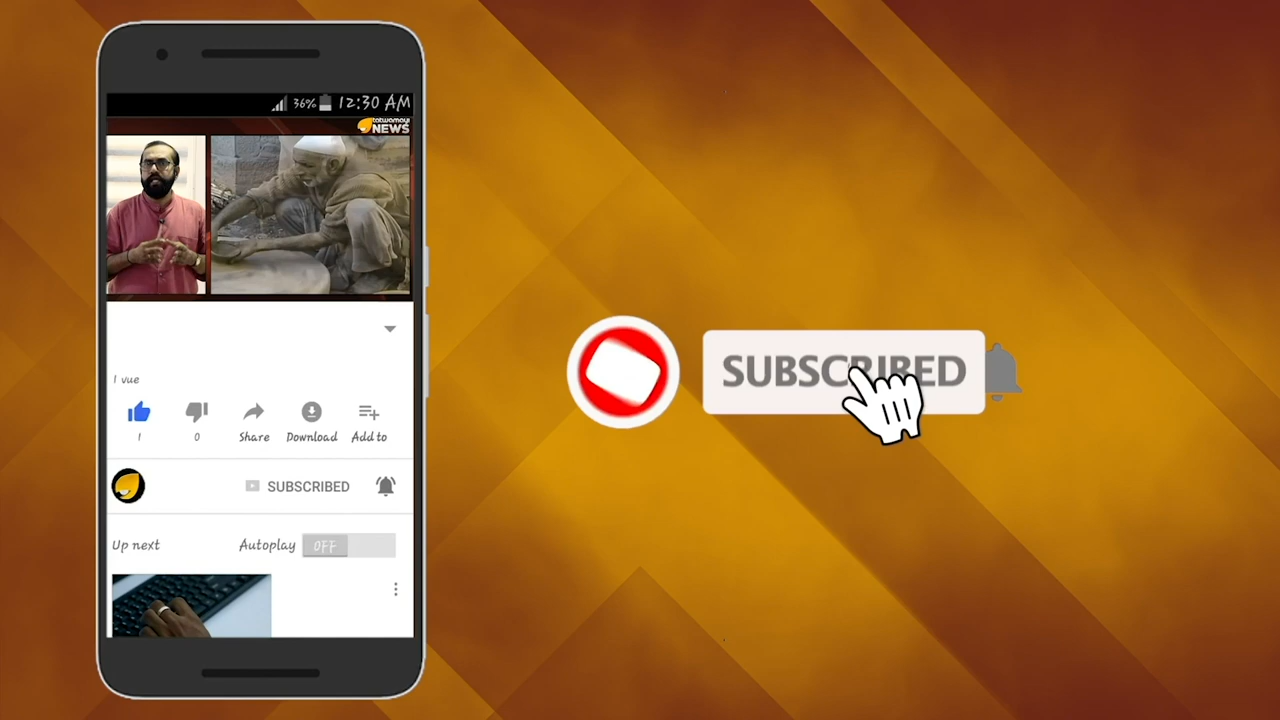 36% 12:30 AM
tatwamayi
NEWS
1 vue
1
0
Share
Download
Add to
SUBSCRIBED
Up next
Autoplay
OFF
SUBSCRIBED